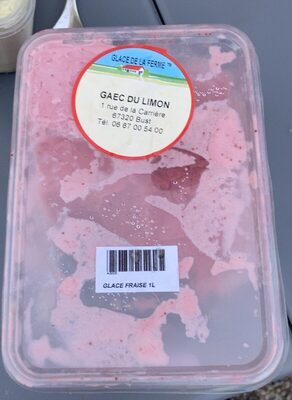 GLACE DE LA FERME
GAEC DU LIMON
1 rue de la Carrière
67320 Bust
Tél. 06 87 00 54 00
GLACE FRAISE 1L